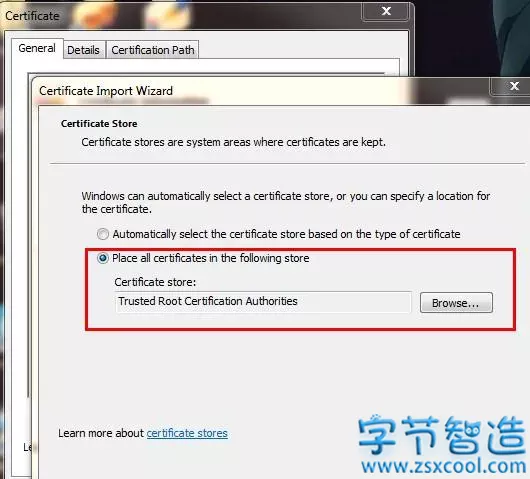 Certificate
General
Details
Certification Path
Certificate Import Wizard
Certificate Store
Certificate stores are system areas where certificates are kept.
Windows can automatically select a certificate store, or you can specify a location for
the certificate.
Automatically select the certificate store based on the type of certificate
Place all certificates in the following store
Certificate store:
Trusted Root Certification Authorities
Browse...
Learn more about certificate stores
字节智造
www.zsxcool.com